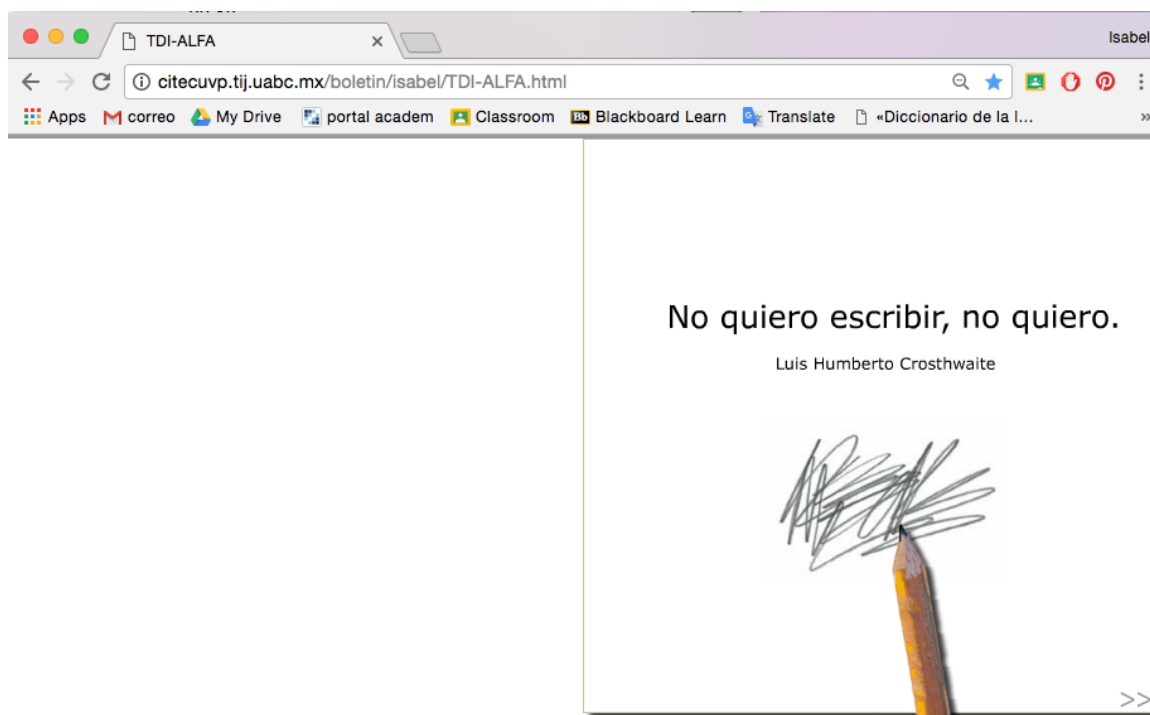 TDI-ALFA
Isabel
citecuvp.tij.uabc.mx/boletin/isabel/TDI-ALFA.html
Apps M correo My Drive portal academ Classroom Bb Blackboard Learn Translate «Diccionario de la l... »
No quiero escribir, no quiero.
Luis Humberto Crosthwaite
>>